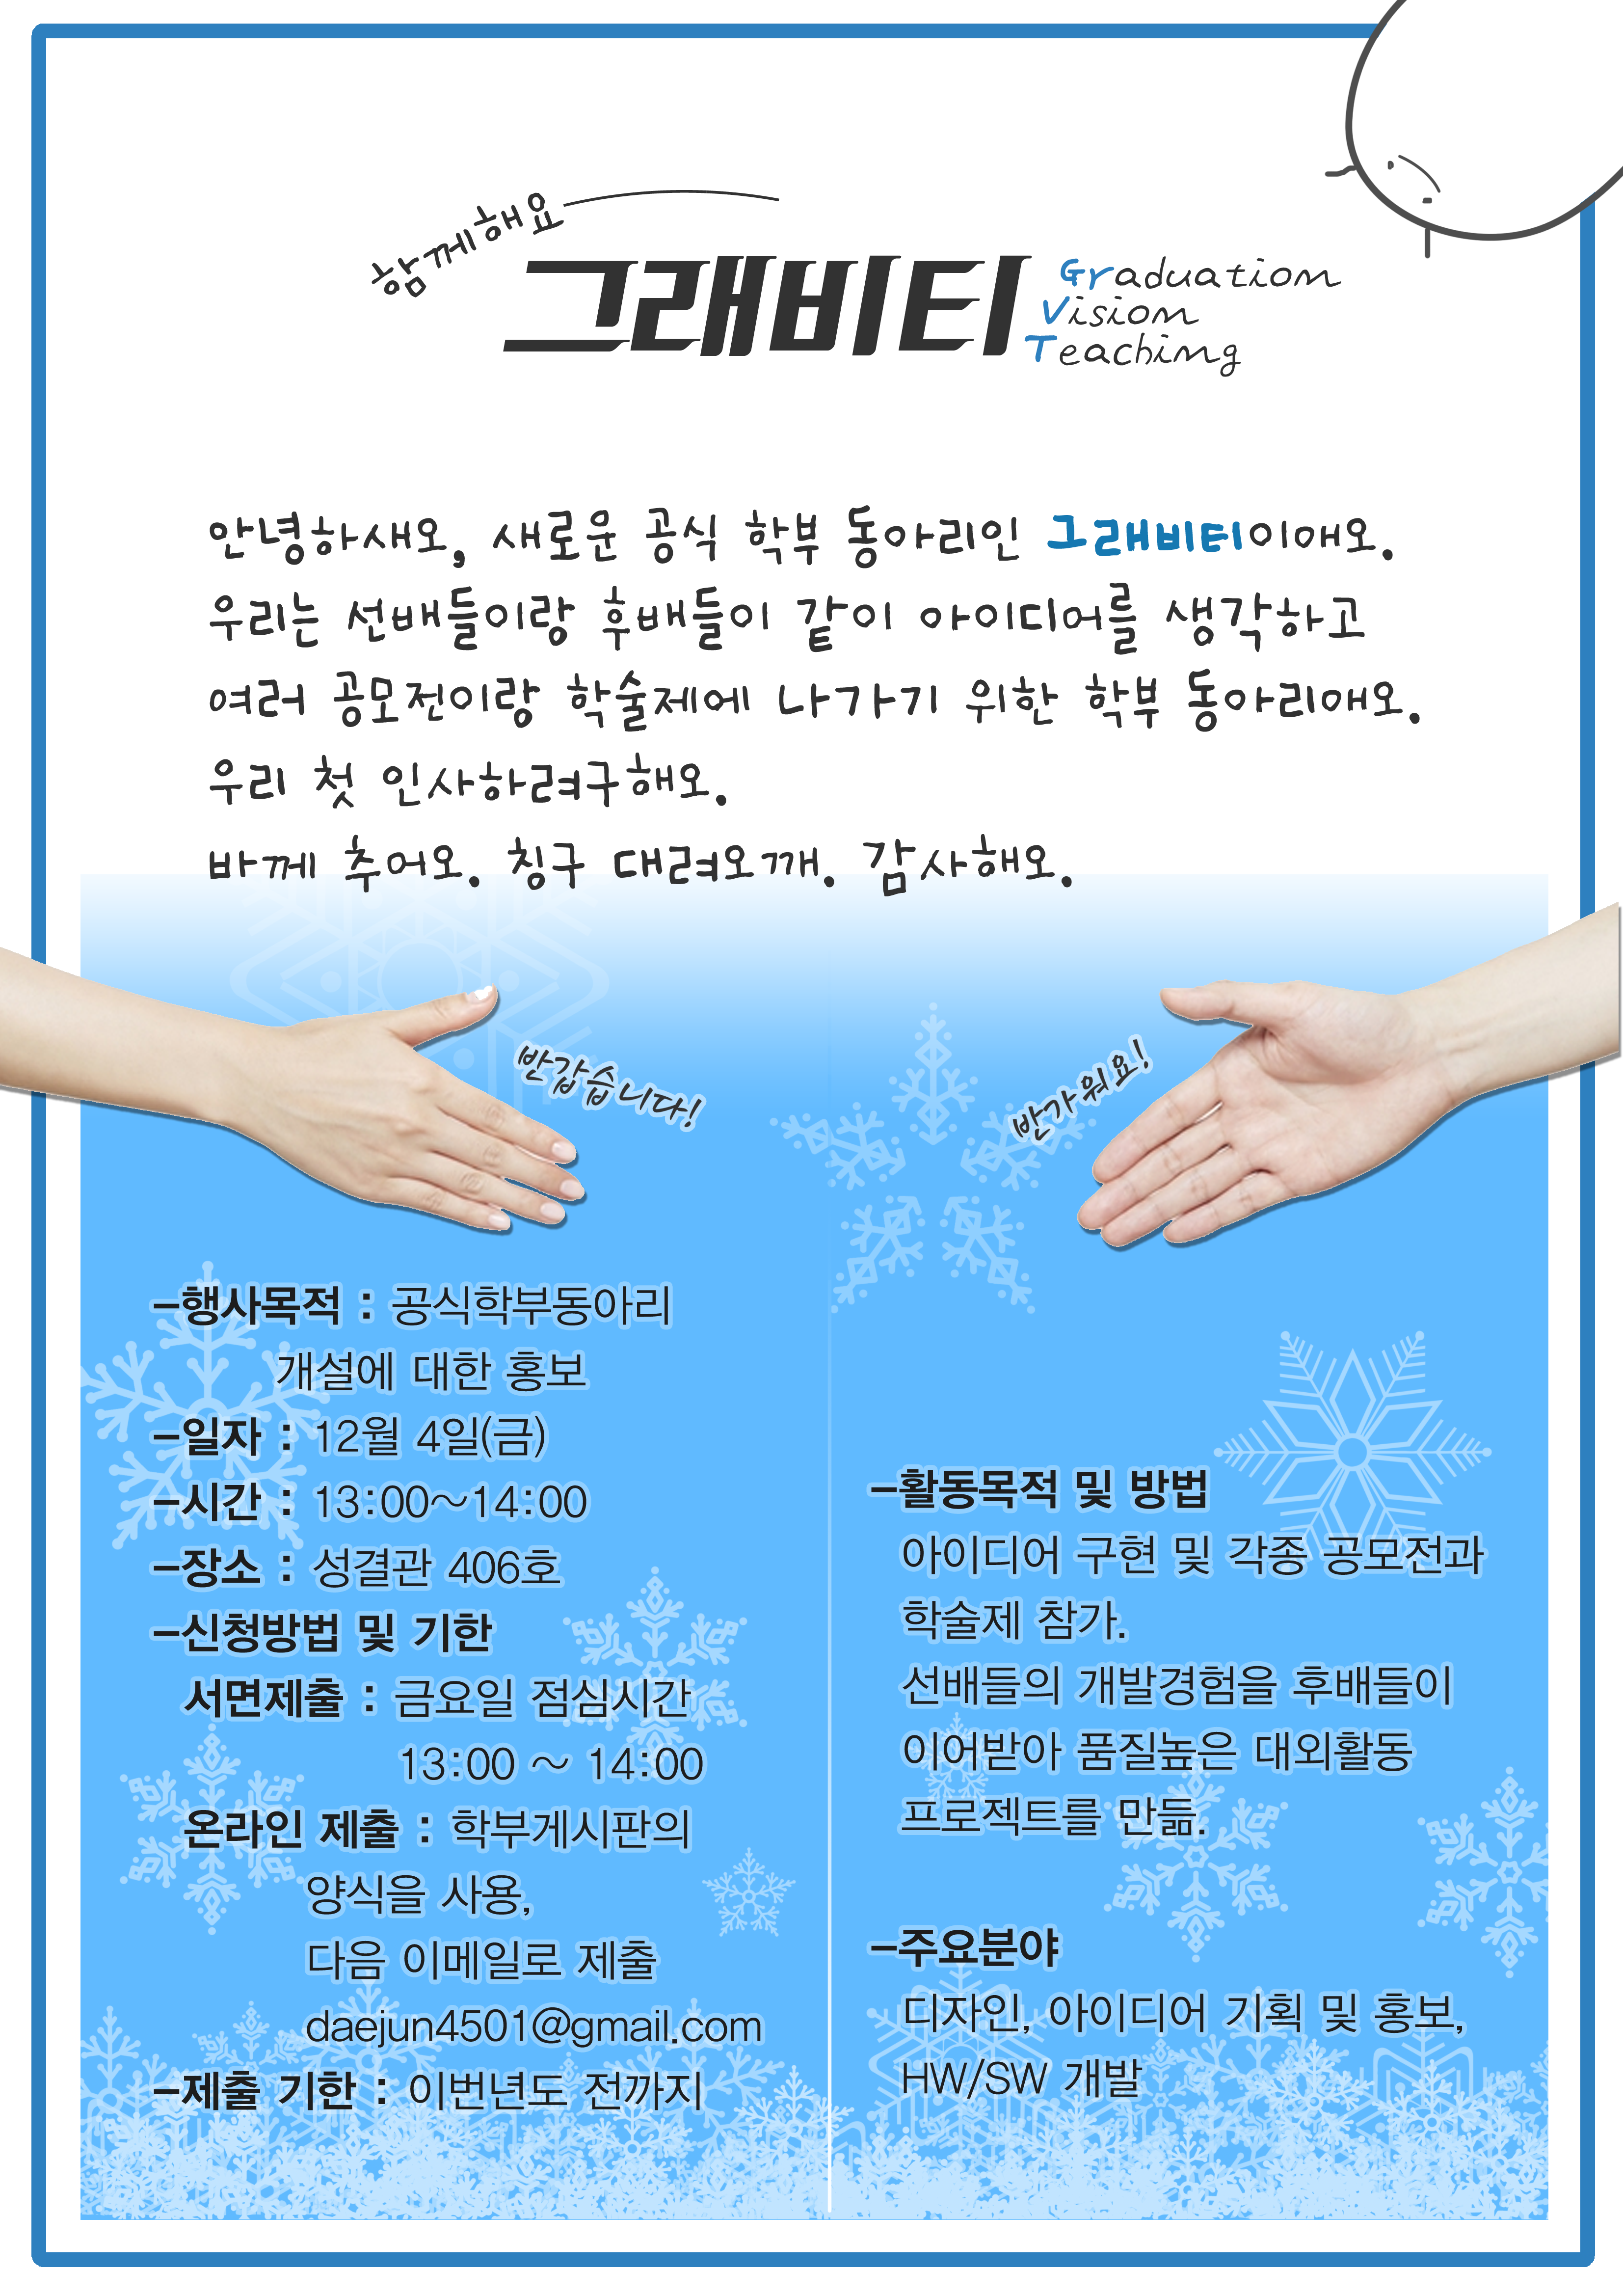 함께해요
그래비티
Graduation
Vision
Teaching
안녕하새오, 새로운 공식 학부 동아리인 그래비티이애오.
우리는 선배들이랑 후배들이 같이 아이디어를 생각하고
여러 공모전이랑 학술제에 나가기 위한 학부 동아리애오.
우리 첫 인사하려구해오.
바께 추어오. 칭구 대려오깨. 감사해오.
반갑습니다!
반가워요!
-행사목적 : 공식학부동아리
개설에 대한 홍보
-일자 : 12월 4일(금)
-시간 : 13:00~14:00
-장소 : 성결관 406호
-신청방법 및 기한
서면제출 : 금요일 점심시간
13:00 ~ 14:00
온라인 제출 : 학부게시판의
양식을 사용,
다음 이메일로 제출
daejun4501@gmail.com
-제출 기한 : 이번년도 전까지
-활동목적 및 방법
아이디어 구현 및 각종 공모전과
학술제 참가.
선배들의 개발경험을 후배들이
이어받아 품질높은 대외활동
프로젝트를 만듦.
-주요분야
디자인, 아이디어 기획 및 홍보,
HW/SW 개발